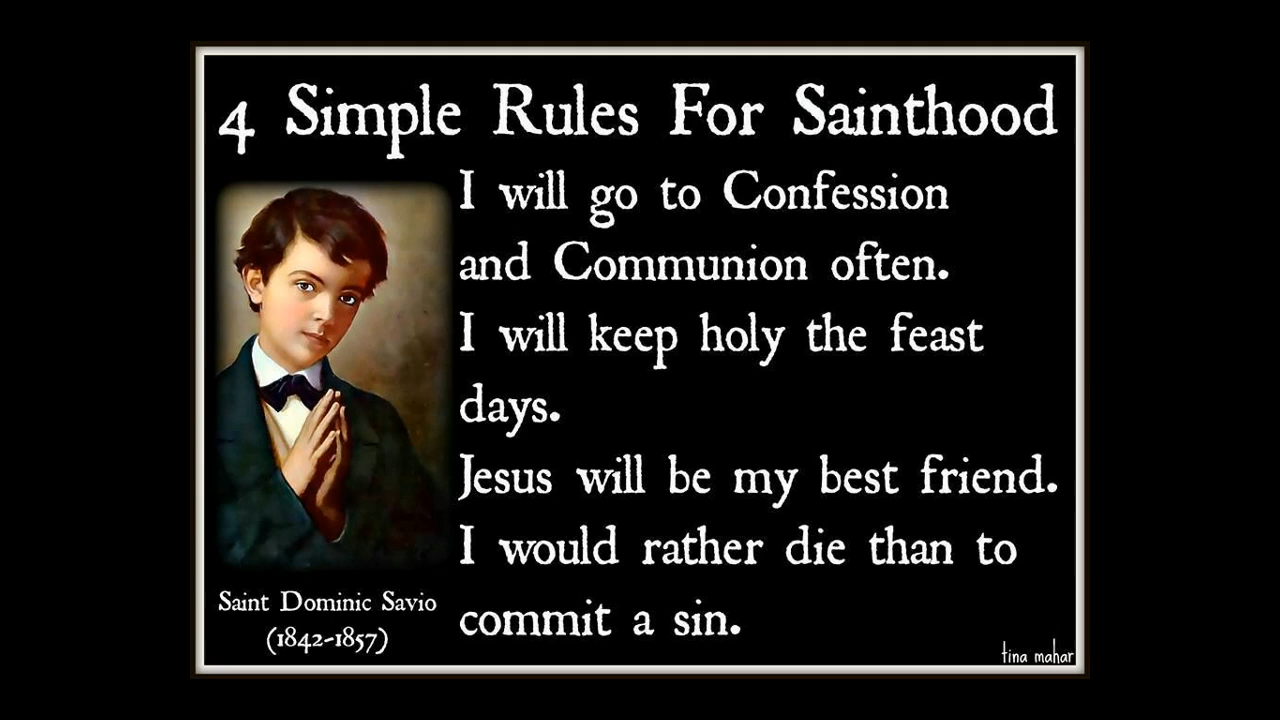 4 Simple Rules For Sainthood
I will go to Confession
and Communion often.
I will keep holy the feast
days.
Jesus will be my best friend.
I would rather die than to
commit a sin.
Saint Dominic Savio
(1842-1857)
tina mahar